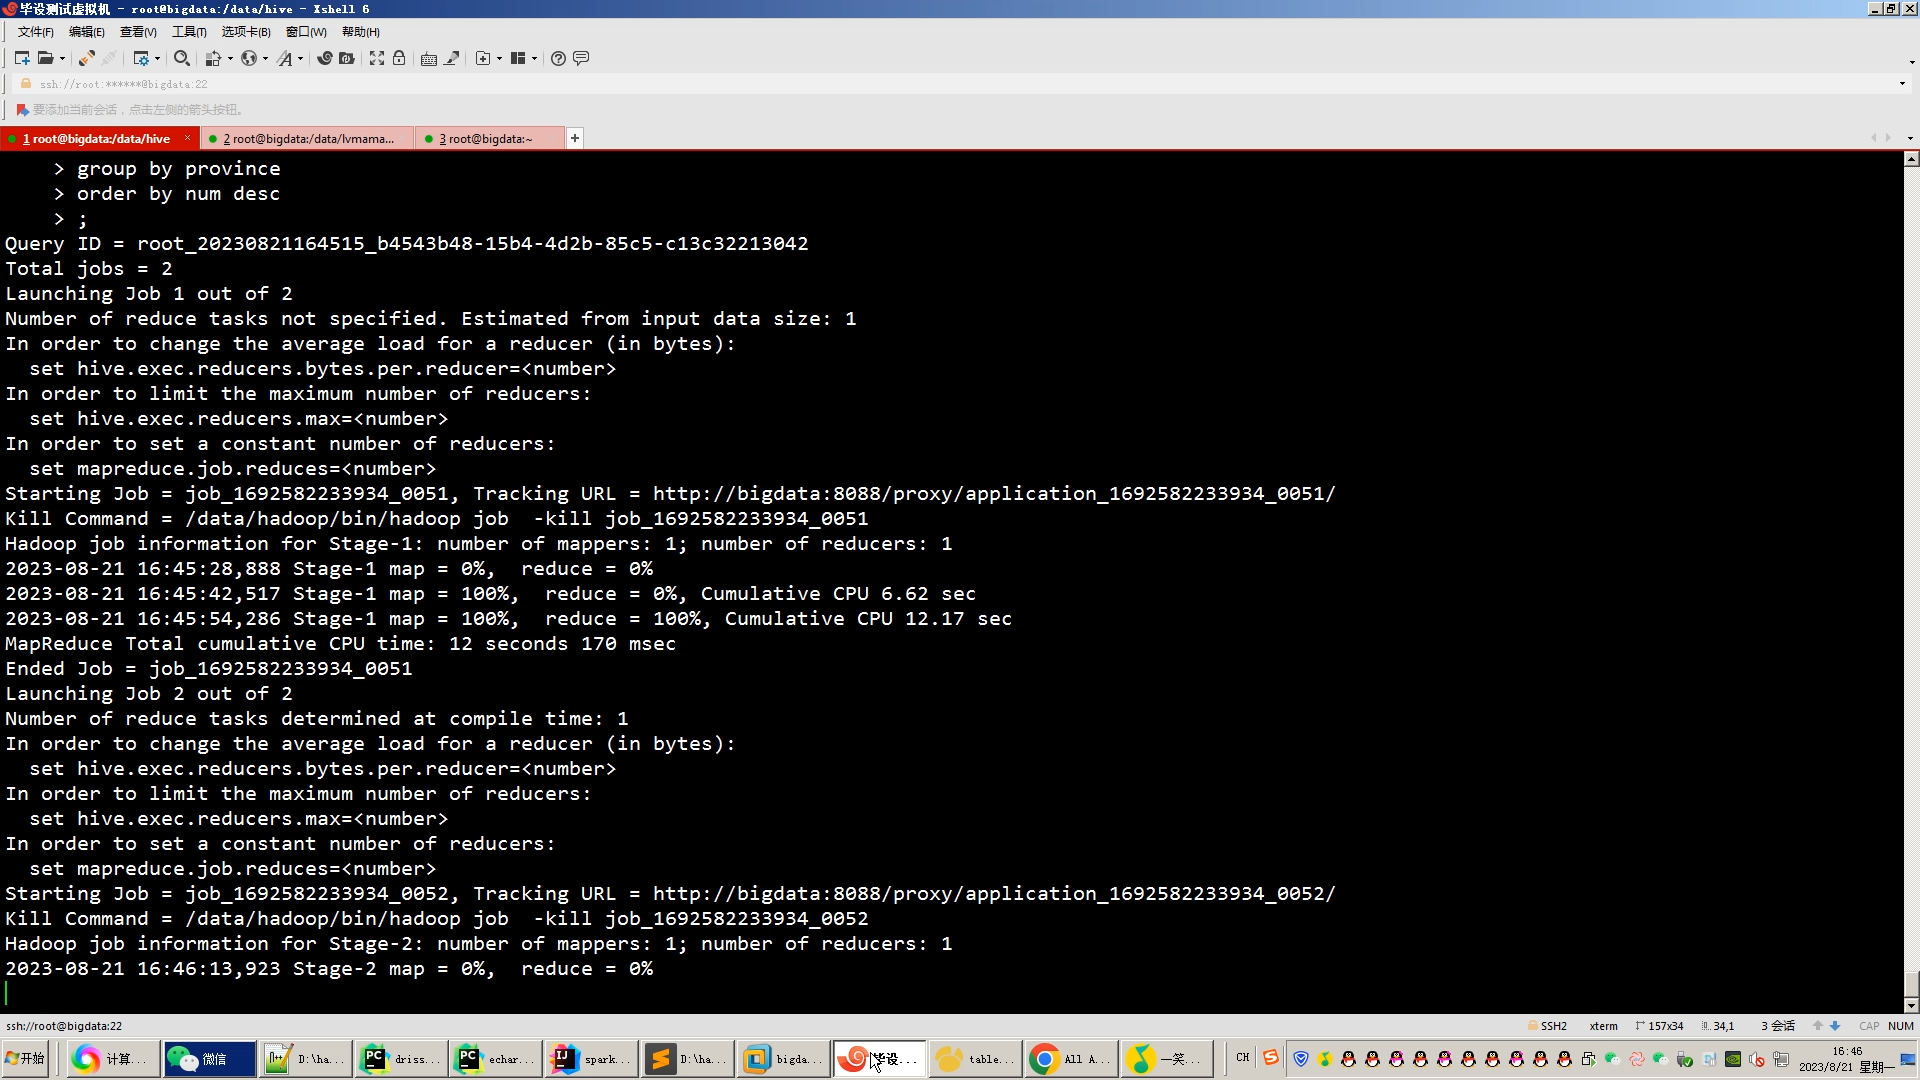 毕设测试虚拟机 - root@bigdata:/data/hive - Xshell 6
文件(F) 编辑(E) 查看(V) 工具(T) 选项卡(B) 窗口(W) 帮助(H)
ssh://root:******@bigdata:22
要添加当前会话，点击左侧的箭头按钮。
1 root@bigdata:/data/hive × 2 root@bigdata:/data/lvmama... 3 root@bigdata:~ +
> group by province
> order by num desc
> ;
Query ID = root_20230821164515_b4543b48-15b4-4d2b-85c5-c13c32213042
Total jobs = 2
Launching Job 1 out of 2
Number of reduce tasks not specified. Estimated from input data size: 1
In order to change the average load for a reducer (in bytes):
set hive.exec.reducers.bytes.per.reducer=<number>
In order to limit the maximum number of reducers:
set hive.exec.reducers.max=<number>
In order to set a constant number of reducers:
set mapreduce.job.reduces=<number>
Starting Job = job_1692582233934_0051, Tracking URL = http://bigdata:8088/proxy/application_1692582233934_0051/
Kill Command = /data/hadoop/bin/hadoop job  -kill job_1692582233934_0051
Hadoop job information for Stage-1: number of mappers: 1; number of reducers: 1
2023-08-21 16:45:28,888 Stage-1 map = 0%,  reduce = 0%
2023-08-21 16:45:42,517 Stage-1 map = 100%,  reduce = 0%, Cumulative CPU 6.62 sec
2023-08-21 16:45:54,286 Stage-1 map = 100%,  reduce = 100%, Cumulative CPU 12.17 sec
MapReduce Total cumulative CPU time: 12 seconds 170 msec
Ended Job = job_1692582233934_0051
Launching Job 2 out of 2
Number of reduce tasks determined at compile time: 1
In order to change the average load for a reducer (in bytes):
set hive.exec.reducers.bytes.per.reducer=<number>
In order to limit the maximum number of reducers:
set hive.exec.reducers.max=<number>
In order to set a constant number of reducers:
set mapreduce.job.reduces=<number>
Starting Job = job_1692582233934_0052, Tracking URL = http://bigdata:8088/proxy/application_1692582233934_0052/
Kill Command = /data/hadoop/bin/hadoop job  -kill job_1692582233934_0052
Hadoop job information for Stage-2: number of mappers: 1; number of reducers: 1
2023-08-21 16:46:13,923 Stage-2 map = 0%,  reduce = 0%
ssh://root@bigdata:22 SSH2 xterm 157x34 34,1 3 会话 CAP NUM
开始 计算... 微信 D:\ha... driss... echar... spark... D:\ha... bigda... 毕设... table... All A... 一笑... CH 16:46
2023/8/21 星期一